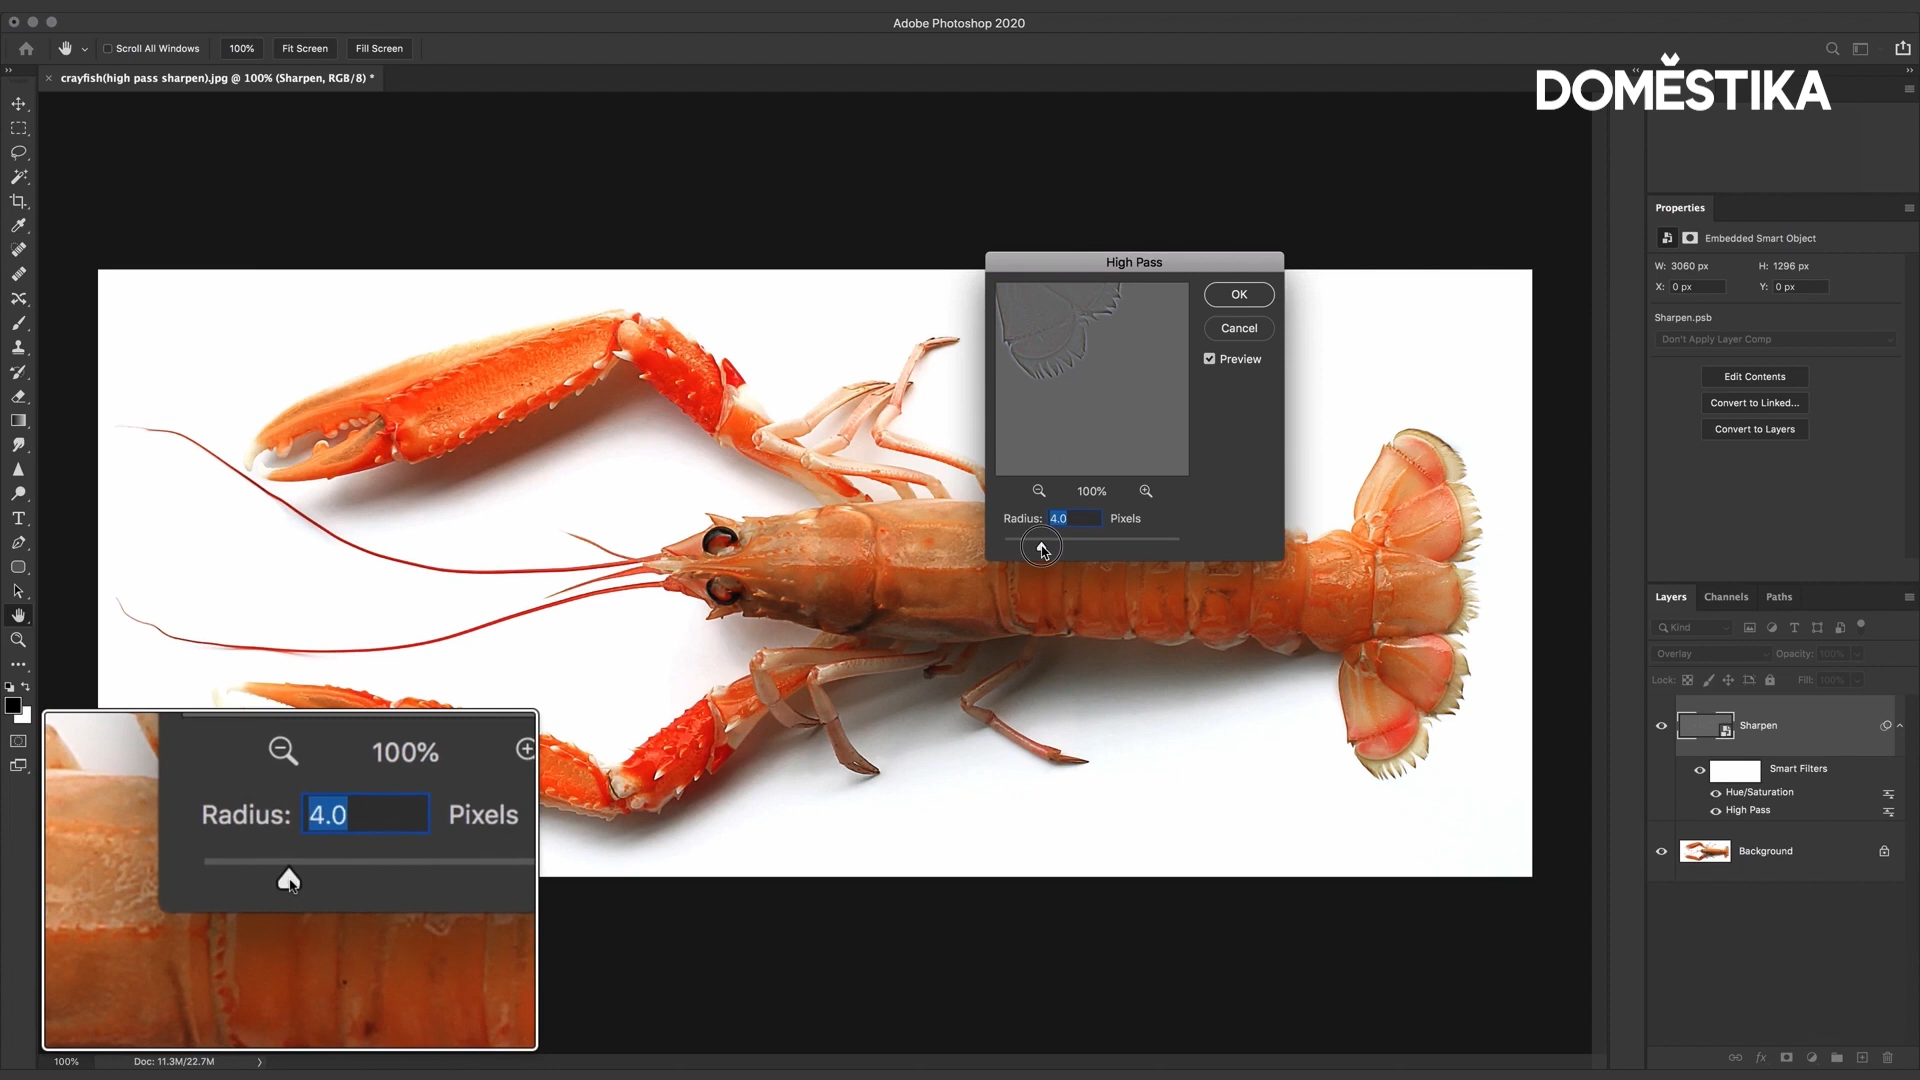 Adobe Photoshop 2020
Scroll All Windows
100%
Fit Screen
Fill Screen
crayfish(high pass sharpen).jpg @ 100% (Sharpen, RGB/8) *
DOMĚSTIKA
High Pass
OK
Cancel
Preview
100%
Radius: 4.0 Pixels
100%
Radius: 4.0 Pixels
Properties
Embedded Smart Object
W: 3060 px H: 1296 px
X: 0 px Y: 0 px
Sharpen.psb
Don't Apply Layer Comp
Edit Contents
Convert to Linked...
Convert to Layers
Layers Channels Paths
Kind
Overlay Opacity: 100%
Lock: Fill: 100%
Sharpen
Smart Filters
Hue/Saturation
High Pass
Background
100% Doc: 11.3M/22.7M